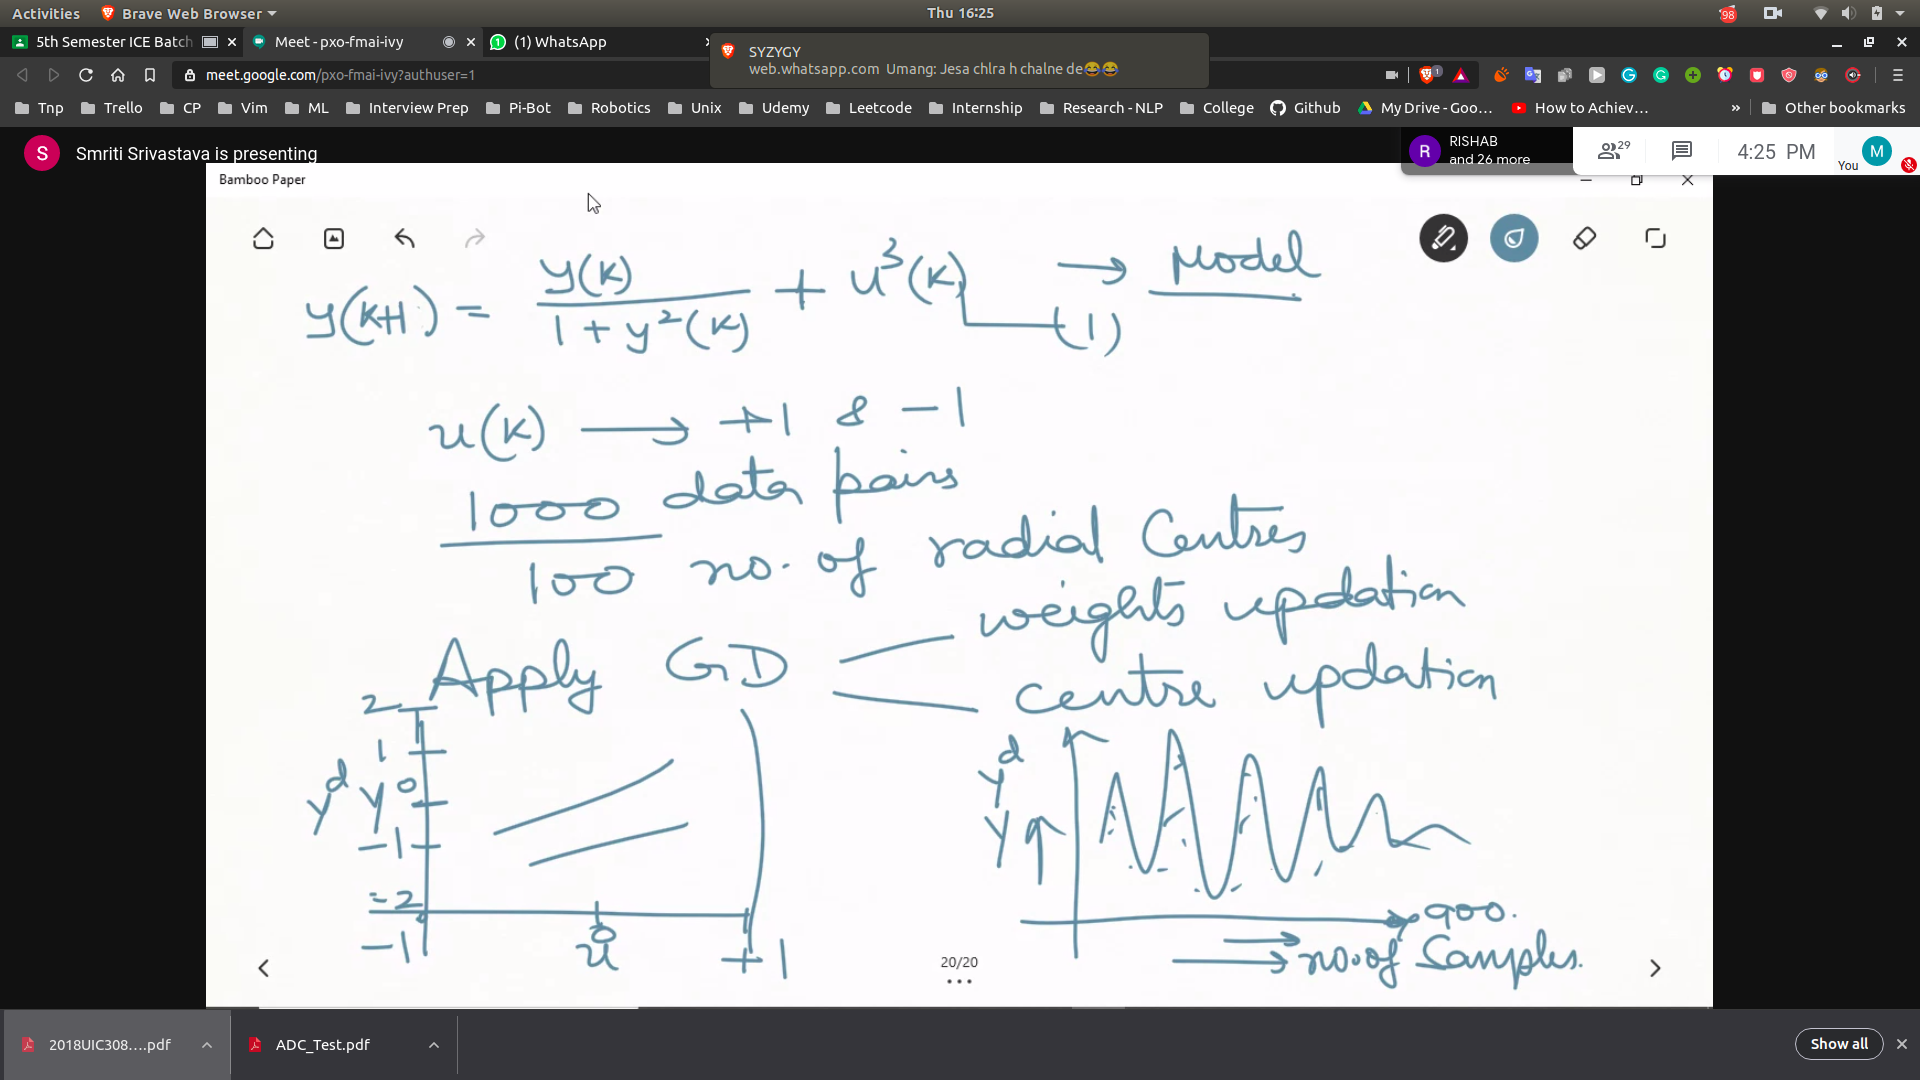 Activities Brave Web Browser Thu 16:25 98
5th Semester ICE Batch Meet - pxo-fmai-ivy (1) WhatsApp
SYZYGY
web.whatsapp.com Umang: Jesa chlra h chalne de😂😂
meet.google.com/pxo-fmai-ivy?authuser=1
Tnp Trello CP Vim ML Interview Prep Pi-Bot Robotics Unix Udemy Leetcode Internship Research - NLP College Github My Drive - Goo... How to Achiev... » Other bookmarks
S Smriti Srivastava is presenting
R RISHAB
and 26 more
29
4:25 PM
You M
Bamboo Paper
y(K+1) = y(K) / 1 + y²(K) + u³(K) → Model
(1)
u(K) → +1 & -1
1000 data pairs
100 no. of radial Centres
Apply GD weights updation
centre updation
2
1
0
-1
-2
yᵈ y
-1 0 +1
u
yᵈ
y
900.
no. of Samples.
20/20
2018UIC308....pdf ADC_Test.pdf Show all